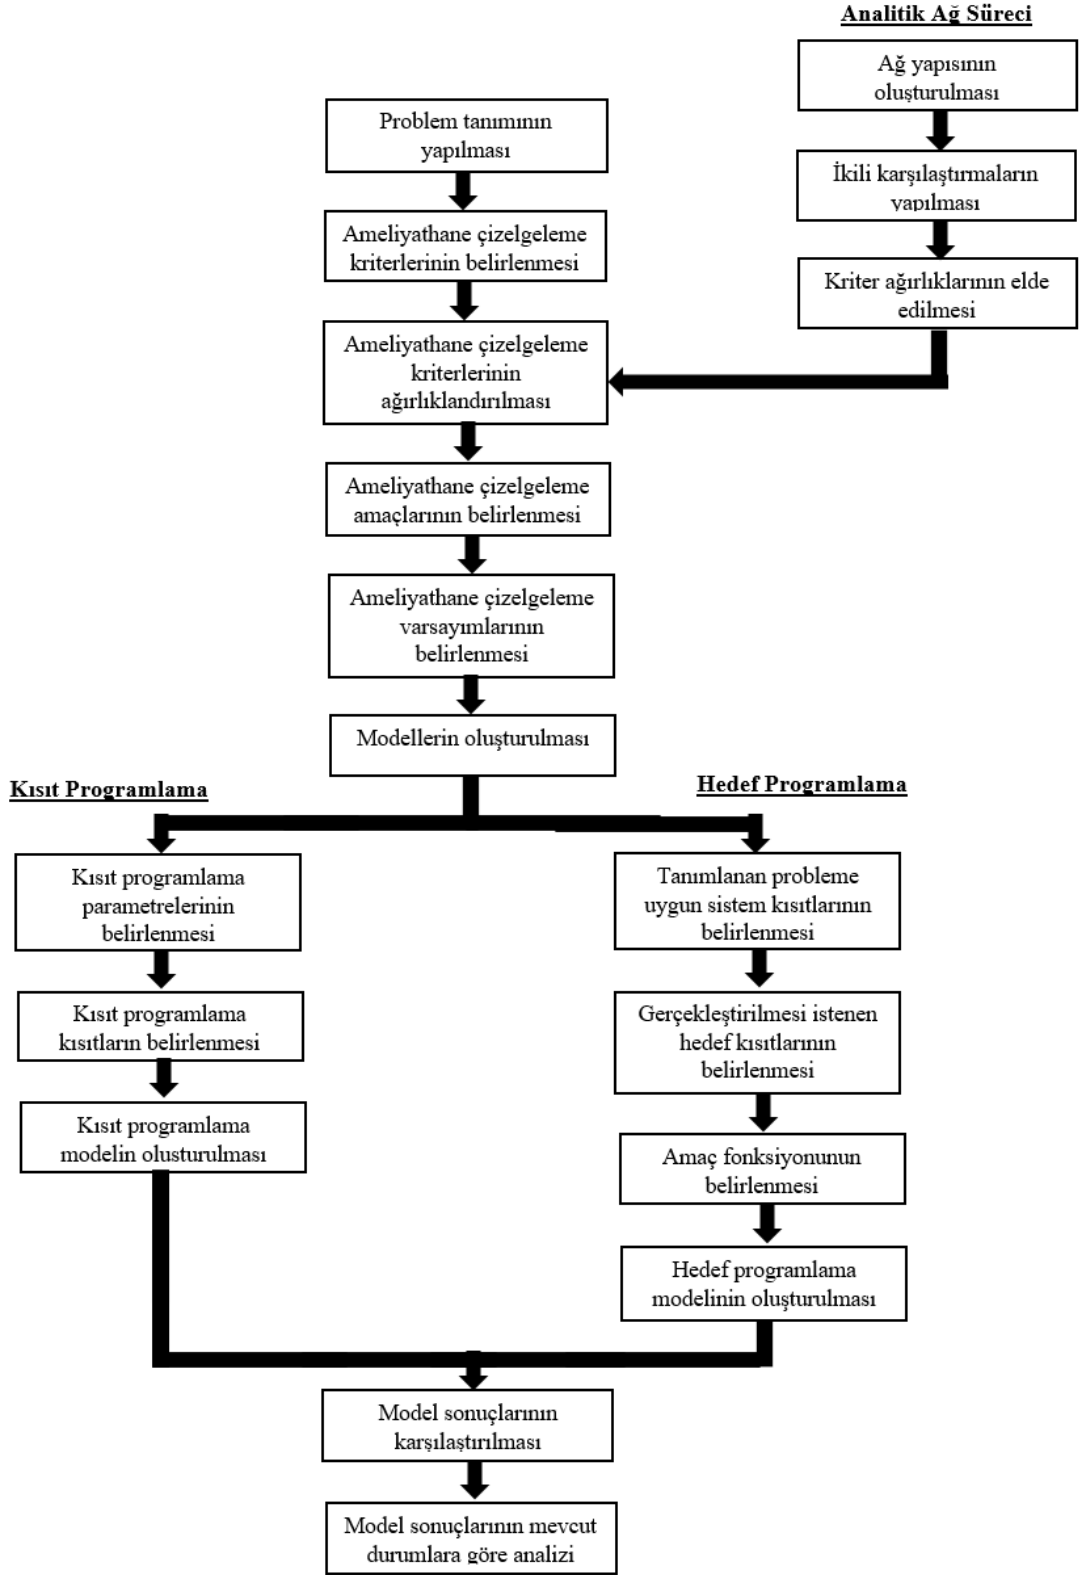 Analitik Ağ Süreci
Ağ yapısının
oluşturulması
İkili karşılaştırmaların
yapılması
Kriter ağırlıklarının elde
edilmesi
Problem tanımının
yapılması
Ameliyathane çizelgeleme
kriterlerinin belirlenmesi
Ameliyathane çizelgeleme
kriterlerinin
ağırlıklandırılması
Ameliyathane çizelgeleme
amaçlarının belirlenmesi
Ameliyathane çizelgeleme
varsayımlarının
belirlenmesi
Modellerin oluşturulması
Kısıt Programlama
Kısıt programlama
parametrelerinin
belirlenmesi
Kısıt programlama
kısıtların belirlenmesi
Kısıt programlama
modelin olusturulması
Hedef Programlama
Tanımlanan probleme
uygun sistem kısıtlarının
belirlenmesi
Gerçekleştirilmesi istenen
hedef kısıtlarının
belirlenmesi
Amaç fonksiyonunun
belirlenmesi
Hedef programlama
modelinin oluşturulması
Model sonuçlarının
karşılaştırılması
Model sonuçlarının mevcut
durumlara göre analizi